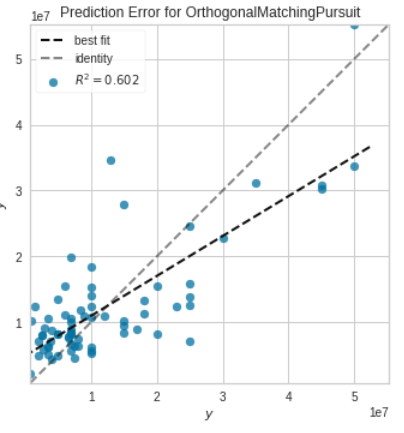 Prediction Error for OrthogonalMatchingPursuit
1e7
best fit
identity
R² = 0.602
5
4
3
2
1
1
2
3
4
5
1e7
y